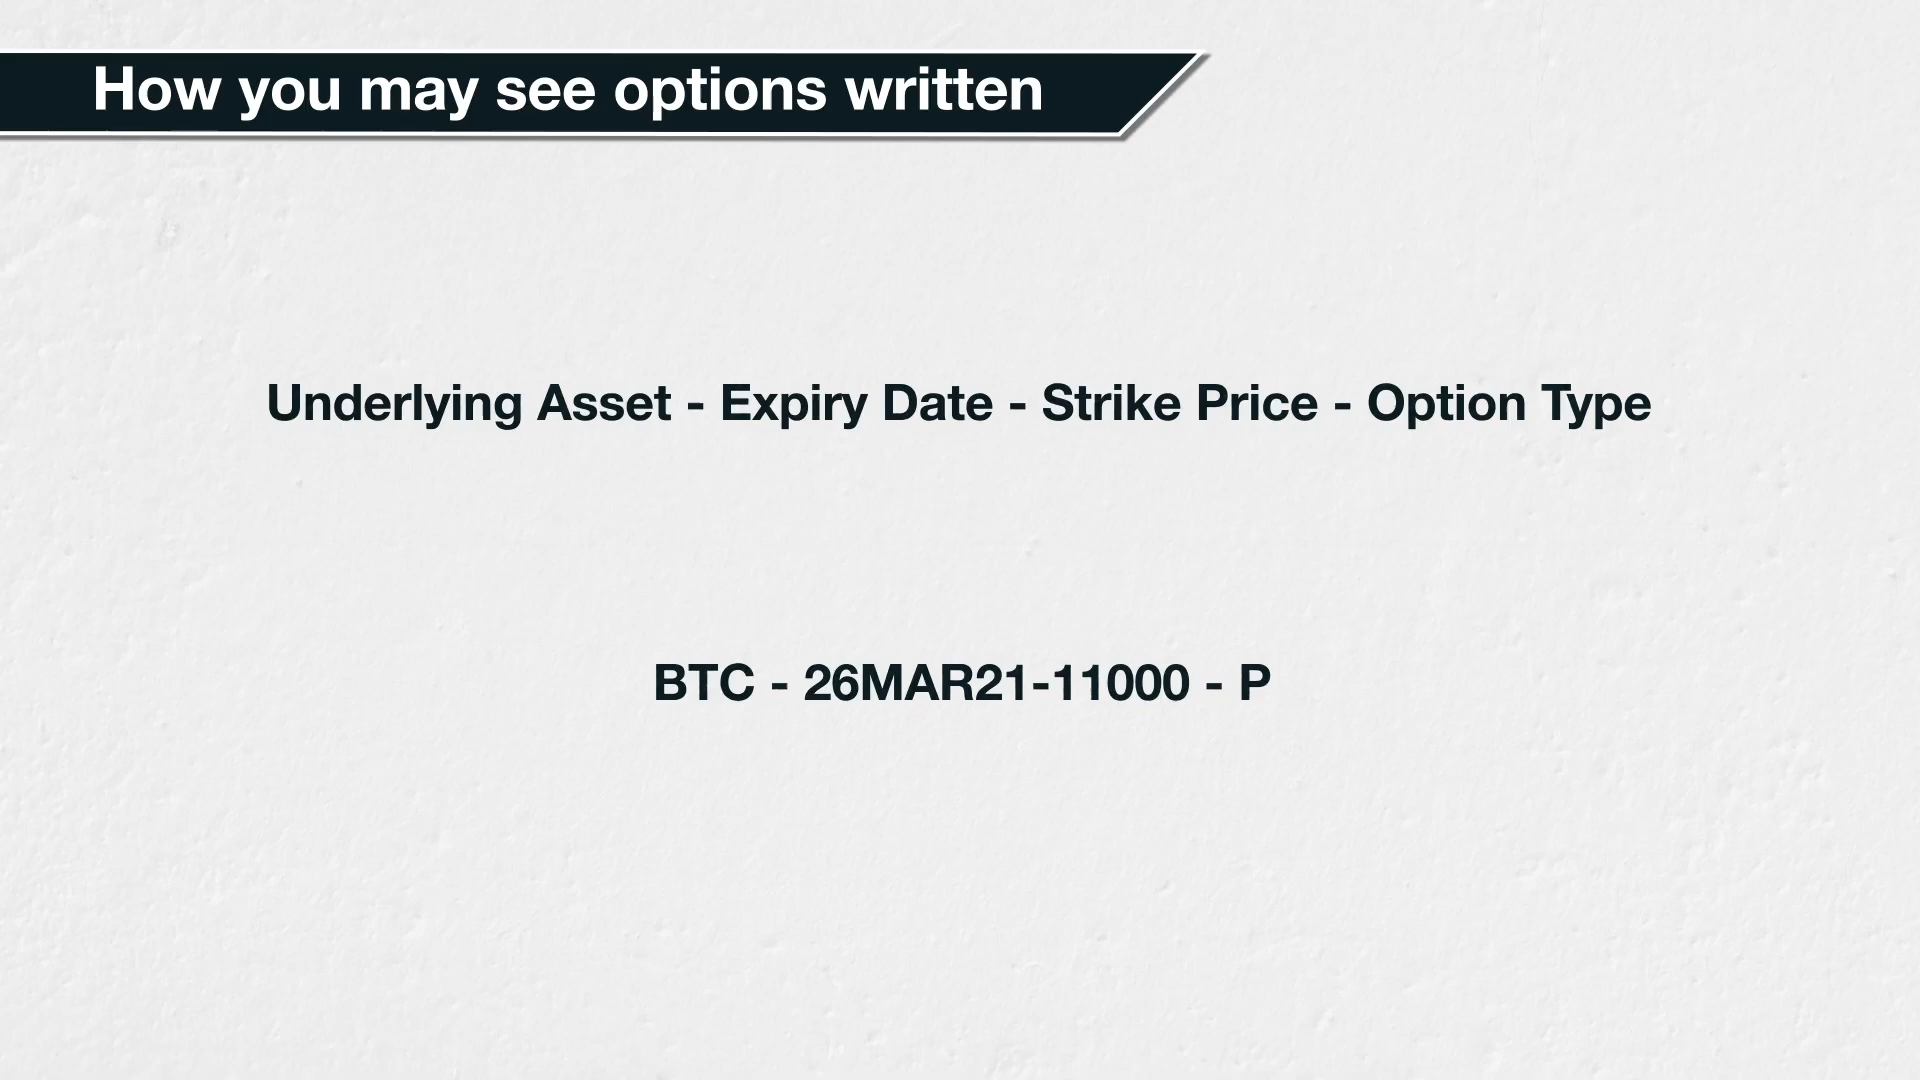 How you may see options written
Underlying Asset - Expiry Date - Strike Price - Option Type
BTC - 26MAR21-11000 - P